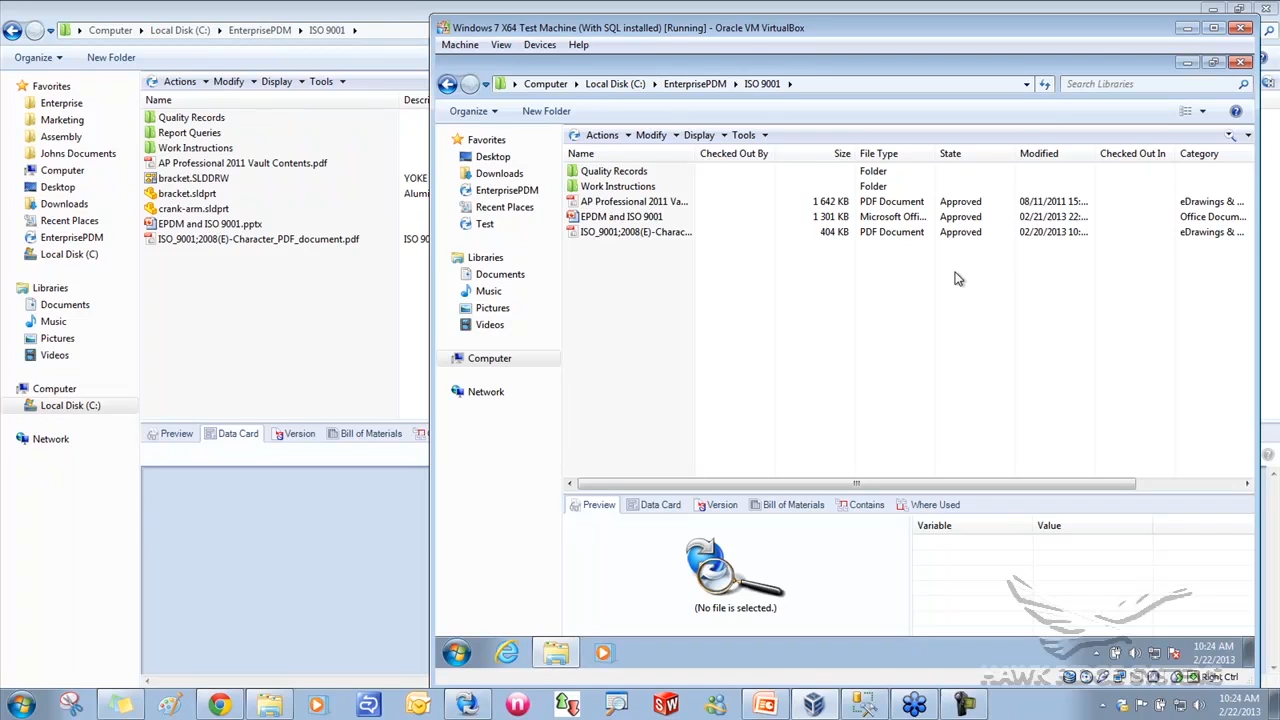 Computer Local Disk (C:) EnterprisePDM ISO 9001
Organize New Folder
Favorites
Enterprise
Marketing
Assembly
Johns Documents
Computer
Desktop
Downloads
Recent Places
EnterprisePDM
Local Disk (C)
Libraries
Documents
Music
Pictures
Videos
Computer
Local Disk (C:)
Network
Actions Modify Display Tools
Name Descri
Quality Records
Report Queries
Work Instructions
AP Professional 2011 Vault Contents.pdf
bracket.SLDDRW YOKE
bracket.sldprt Alumi
crank-arm.sldprt
EPDM and ISO 9001.pptx
ISO_9001;2008(E)-Character_PDF_document.pdf ISO 90
Preview Data Card Version Bill of Materials
Windows 7 X64 Test Machine (With SQL installed) [Running] - Oracle VM VirtualBox
Machine View Devices Help
Computer Local Disk (C:) EnterprisePDM ISO 9001 Search Libraries
Organize New Folder
Favorites
Desktop
Downloads
EnterprisePDM
Recent Places
Test
Libraries
Documents
Music
Pictures
Videos
Computer
Network
Actions Modify Display Tools
Name Checked Out By Size File Type State Modified Checked Out In Category
Quality Records Folder
Work Instructions Folder
AP Professional 2011 Va... 1 642 KB PDF Document Approved 08/11/2011 15:... eDrawings & ...
EPDM and ISO 9001 1 301 KB Microsoft Offi... Approved 02/21/2013 22:... Office Docum...
ISO_9001;2008(E)-Charac... 404 KB PDF Document Approved 02/20/2013 10:... eDrawings & ...
Preview Data Card Version Bill of Materials Contains Where Used
Variable Value
(No file is selected.)
10:24 AM
2/22/2013
Right Ctrl
10:24 AM
2/22/2013